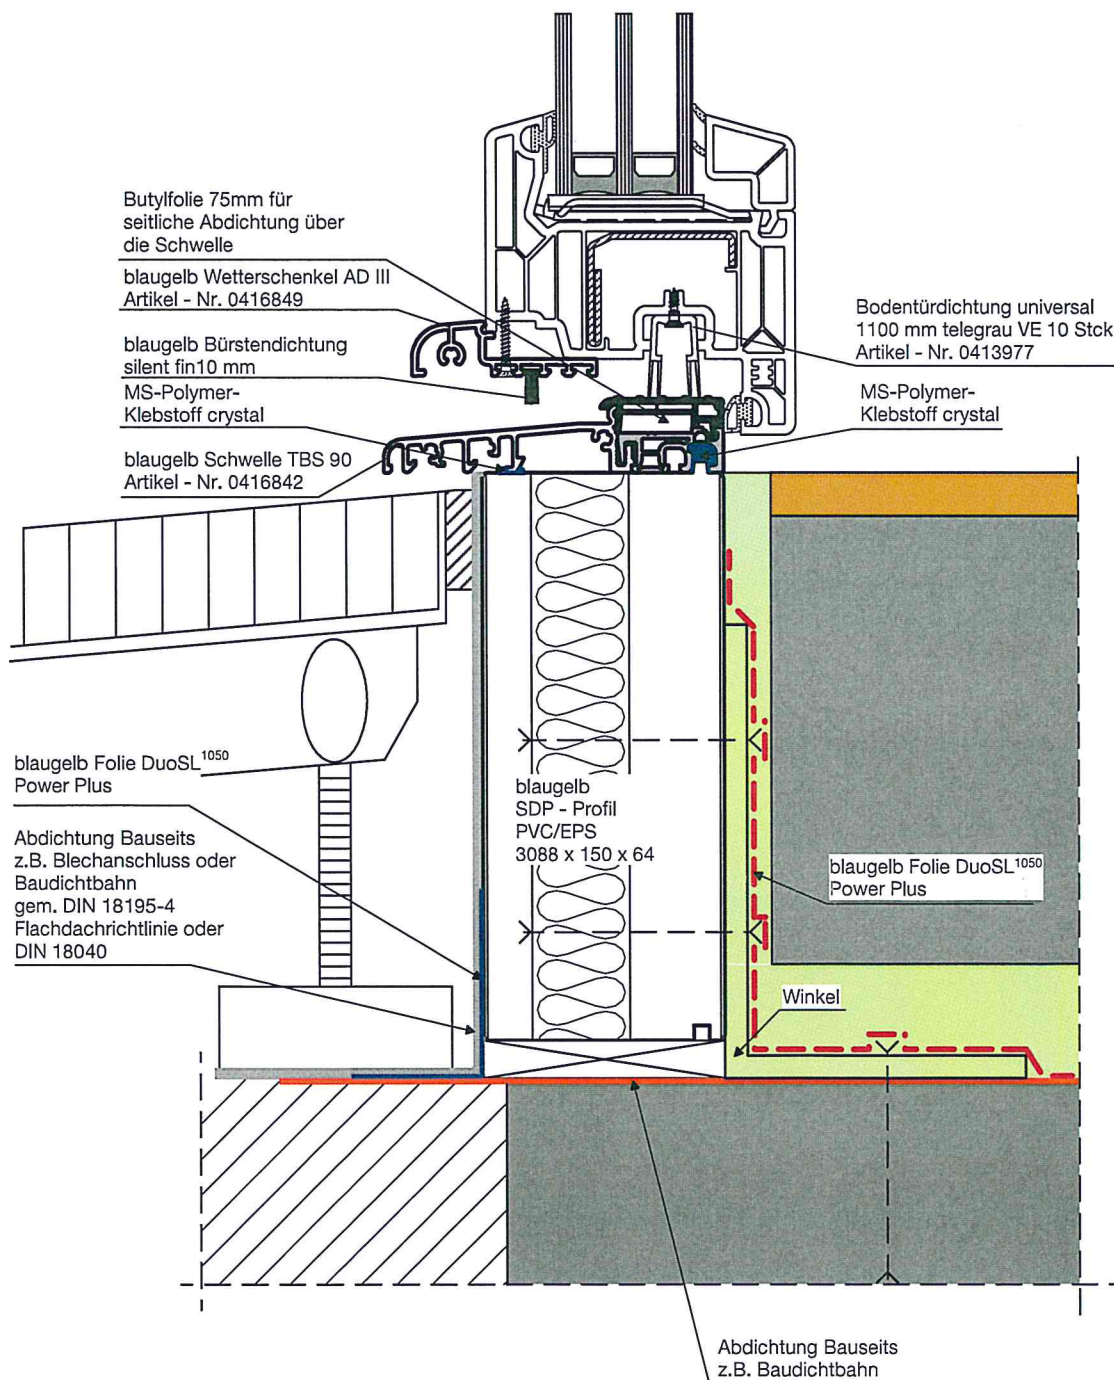 Butylfolie 75mm für
seitliche Abdichtung über
die Schwelle
blaugelb Wetterschenkel AD III
Artikel - Nr. 0416849
blaugelb Bürstendichtung
silent fin10 mm
MS-Polymer-
Klebstoff crystal
blaugelb Schwelle TBS 90
Artikel - Nr. 0416842
Bodentürdichtung universal
1100 mm telegrau VE 10 Stck
Artikel - Nr. 0413977
MS-Polymer-
Klebstoff crystal
blaugelb Folie DuoSL¹⁰⁵⁰
Power Plus
Abdichtung Bauseits
z.B. Blechanschluss oder
Baudichtbahn
gem. DIN 18195-4
Flachdachrichtlinie oder
DIN 18040
blaugelb
SDP - Profil
PVC/EPS
3088 x 150 x 64
blaugelb Folie DuoSL¹⁰⁵⁰
Power Plus
Winkel
Abdichtung Bauseits
z.B. Baudichtbahn